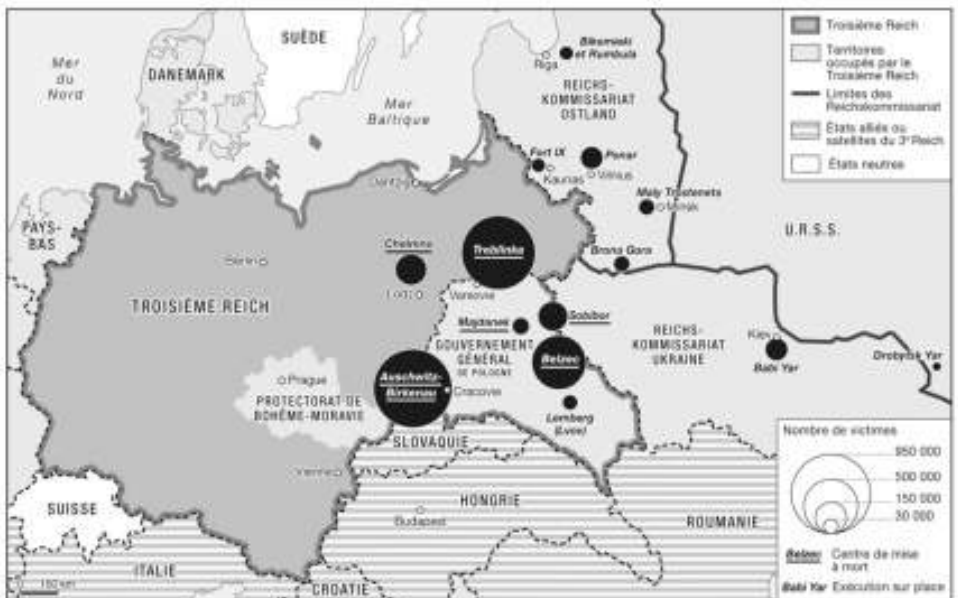 SUÈDE
Mer
du
Nord
DANEMARK
Mer
Baltique
Riga
Bikernieki
et Rumbula
REICHS-
KOMMISSARIAT
OSTLAND
Fort IX
Kaunas
Ponar
Vilnius
Maly Trostenets
Minsk
U.R.S.S.
Dantzig
PAYS-
BAS
Berlin
Chelmno
Lodz
Treblinka
Varsovie
Brona Gora
TROISIÈME REICH
Majdanek
Sobibor
GOUVERNEMENT
GÉNÉRAL
DE POLOGNE
Belzec
REICHS-
KOMMISSARIAT
UKRAINE
Kiev
Babi Yar
Drobytsk Yar
Auschwitz-
Birkenau
Cracovie
Prague
PROTECTORAT DE
BOHÊME-MORAVIE
Lemberg
(Lvov)
SLOVAQUIE
Vienne
SUISSE
HONGRIE
Budapest
ROUMANIE
ITALIE
CROATIE
150 km
Troisième Reich
Territoires
occupés par le
Troisième Reich
Limites des
Reichskommissariat
États alliés ou
satellites du 3e Reich
États neutres
Nombre de victimes
950 000
500 000
150 000
30 000
Belzec Centre de mise
à mort
Babi Yar Exécution sur place